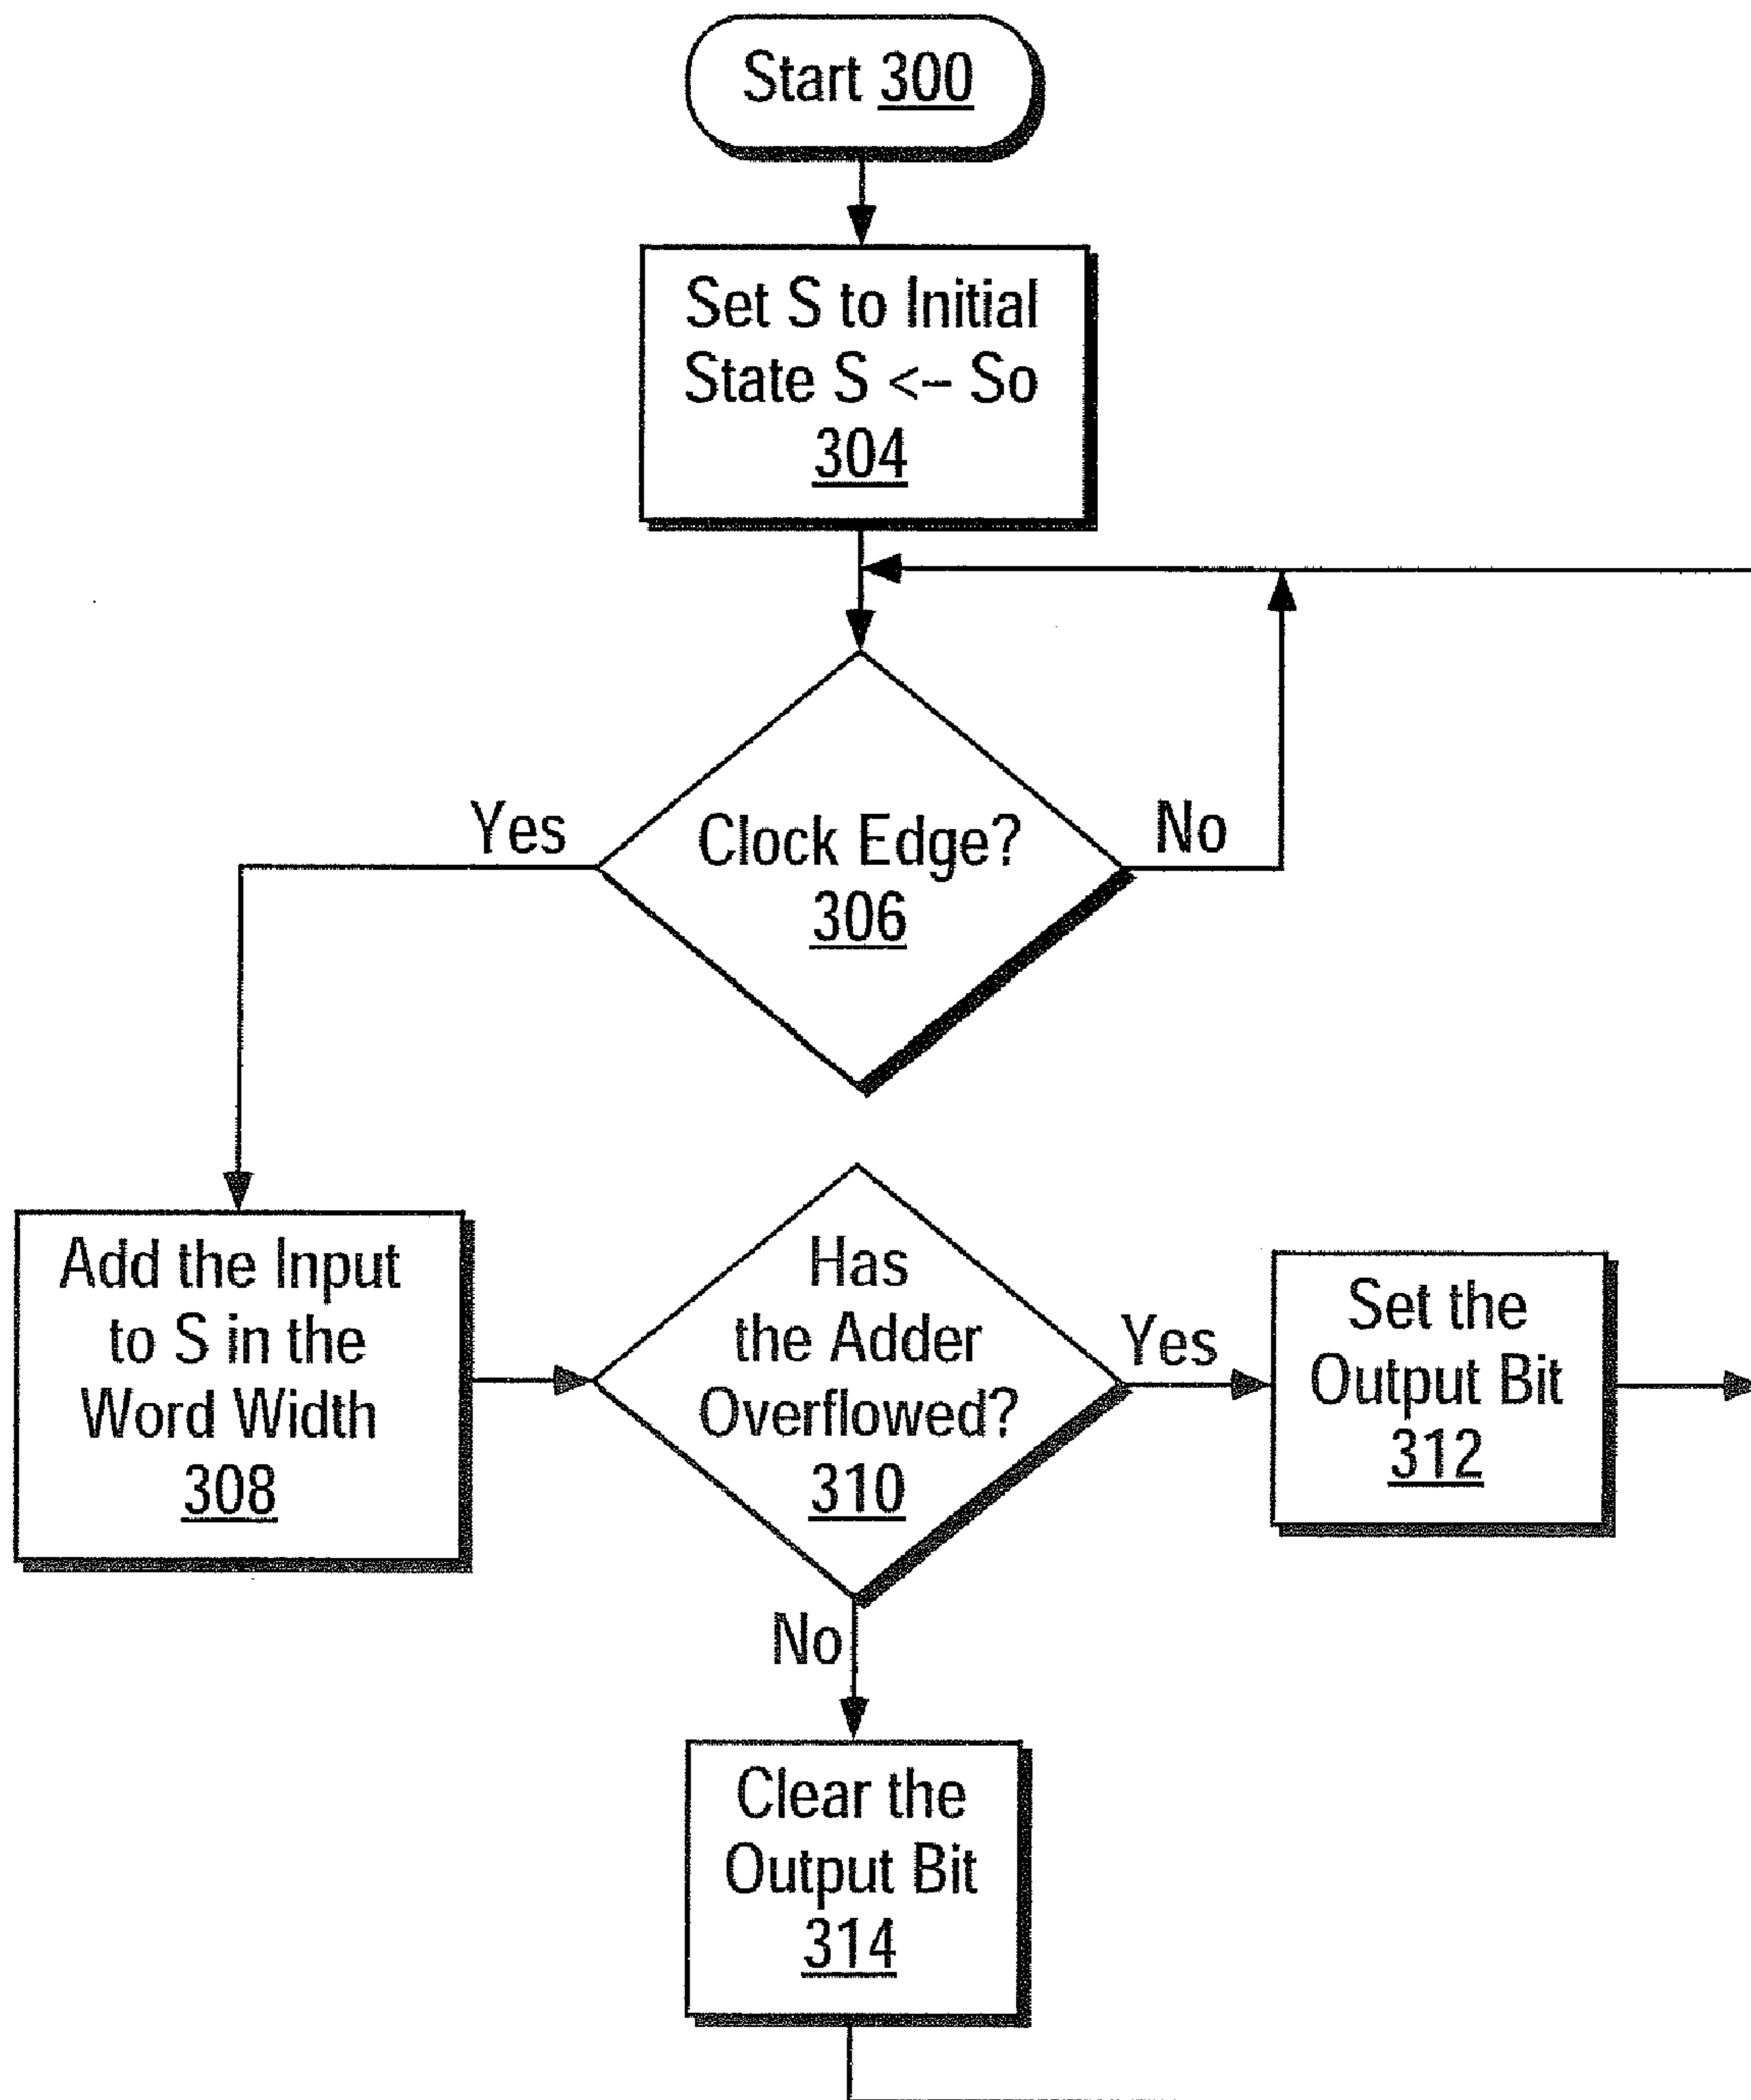 Start 300
Set S to Initial
State S <-- So
304
Yes
Clock Edge?
306
No
Add the Input
to S in the
Word Width
308
Has
the Adder
Overflowed?
310
Yes
Set the
Output Bit
312
No
Clear the
Output Bit
314